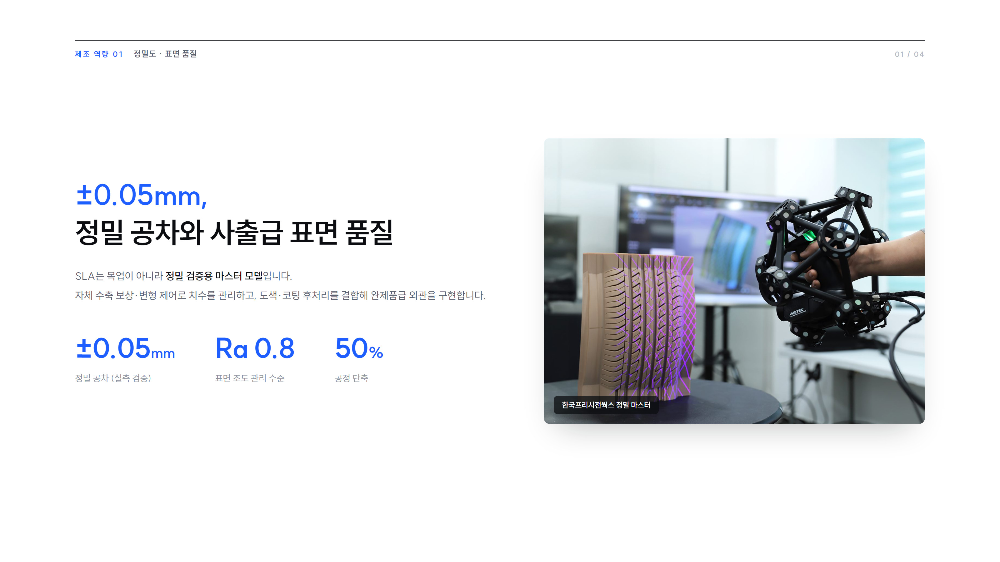 제조 역량 01 정밀도 · 표면 품질
01 / 04
±0.05mm,
정밀 공차와 사출급 표면 품질
SLA는 목업이 아니라 정밀 검증용 마스터 모델입니다.
자체 수축 보상·변형 제어로 치수를 관리하고, 도색·코팅 후처리를 결합해 완제품급 외관을 구현합니다.
±0.05mm
정밀 공차 (실측 검증)
Ra 0.8
표면 조도 관리 수준
50%
공정 단축
AMETEK
한국프리시전웍스 정밀 마스터